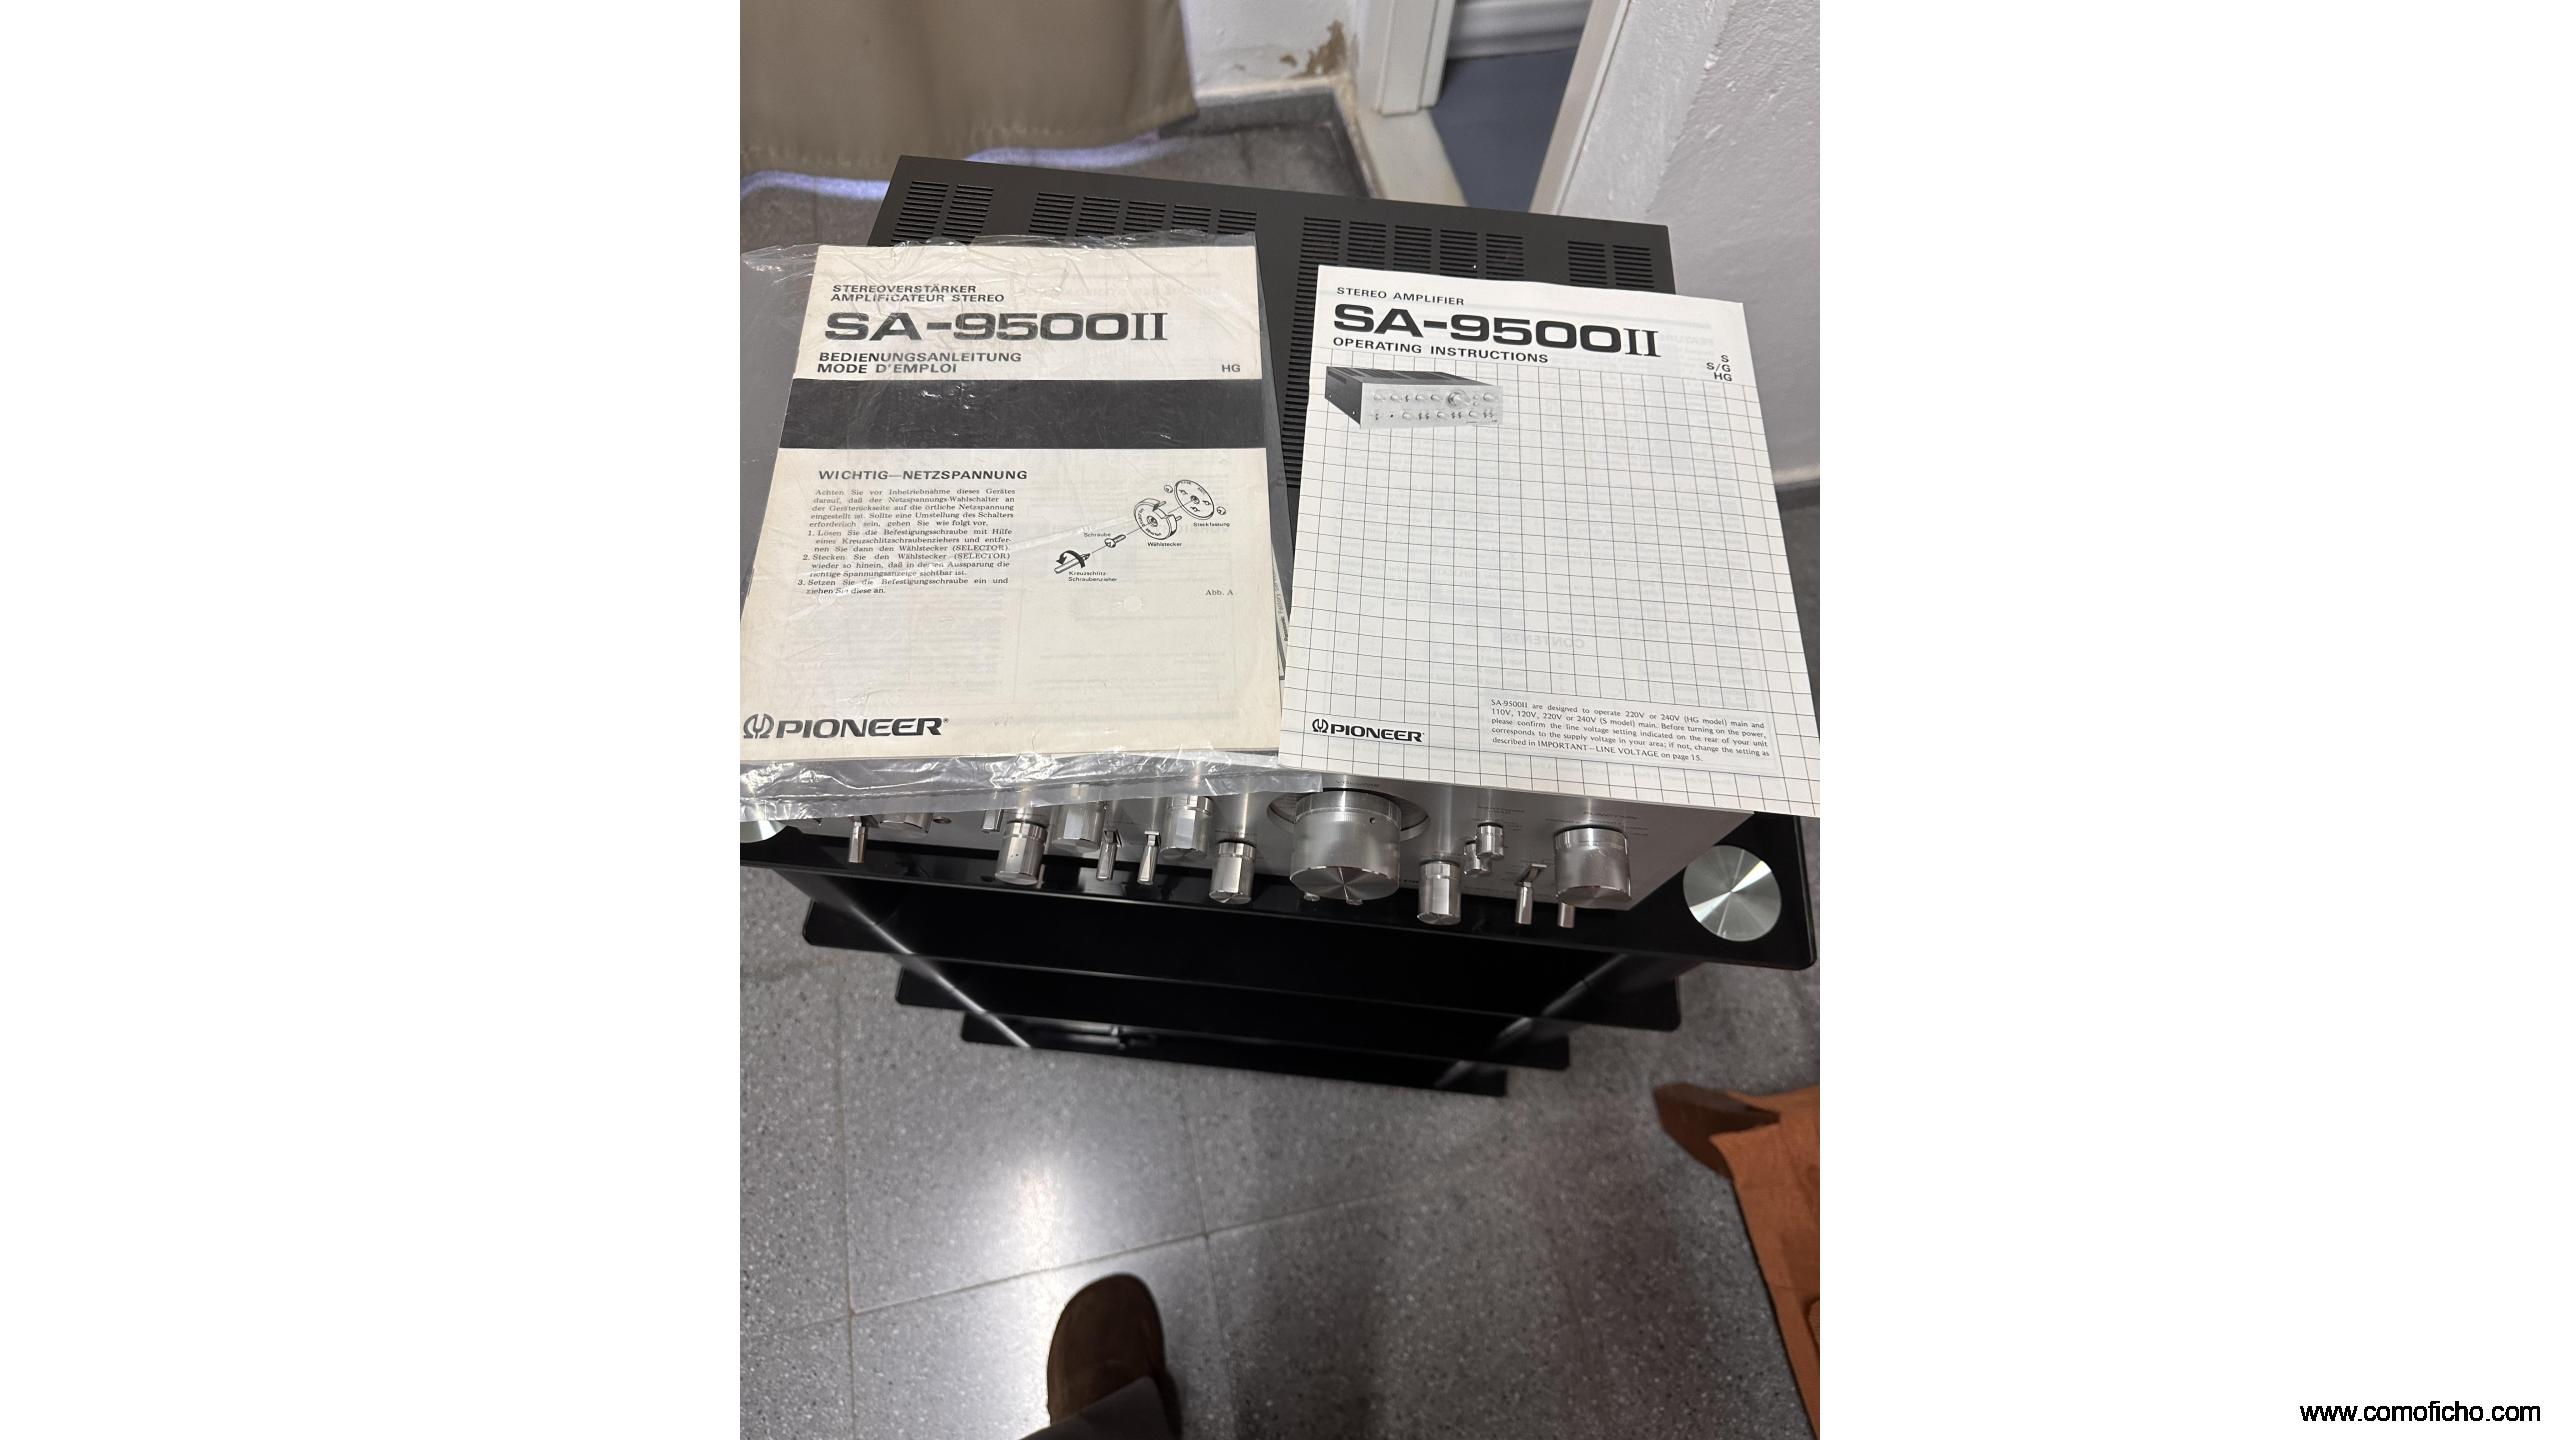 STEREOVERSTÄRKER
AMPLIFICATEUR STEREO
SA-9500II
BEDIENUNGSANLEITUNG
MODE D'EMPLOI
HG
WICHTIG—NETZSPANNUNG
Achten Sie vor Inbetriebnahme dieses Gerätes
darauf, daß der Netzspannungs-Wahlschalter an
der Geräterückseite auf die örtliche Netzspannung
eingestellt ist. Sollte eine Umstellung des Schalters
erforderlich sein, gehen Sie wie folgt vor.
1. Lösen Sie die Befestigungsschraube mit Hilfe
eines Kreuzschlitzschraubenziehers und entfer-
nen Sie dann den Wählstecker (SELECTOR).
2. Stecken Sie den Wählstecker (SELECTOR)
wieder so hinein, daß in dessen Aussparung die
richtige Spannungsanzeige sichtbar ist.
3. Setzen Sie die Befestigungsschraube ein und
ziehen Sie diese an.
Steckfassung
Schraube
Wählstecker
Kreuzschlitz-
Schraubenzieher
Abb. A
PIONEER®
STEREO AMPLIFIER
SA-9500II
OPERATING INSTRUCTIONS
S
S/G
HG
SA-9500II are designed to operate 220V or 240V (HG model) main and
110V, 120V, 220V or 240V (S model) main. Before turning on the power,
please confirm the line voltage setting indicated on the rear of your unit
corresponds to the supply voltage in your area; if not, change the setting as
described in IMPORTANT—LINE VOLTAGE on page 15.
PIONEER
www.comoficho.com